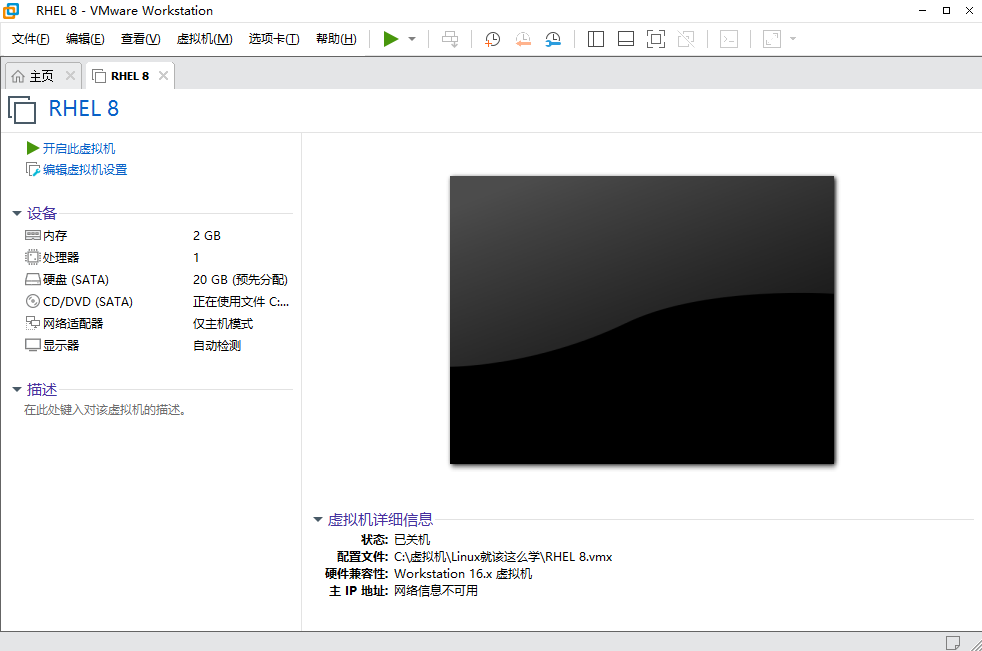 RHEL 8 - VMware Workstation
文件(F) 编辑(E) 查看(V) 虚拟机(M) 选项卡(T) 帮助(H)
主页 RHEL 8
RHEL 8
开启此虚拟机
编辑虚拟机设置
设备
内存 2 GB
处理器 1
硬盘 (SATA) 20 GB (预先分配)
CD/DVD (SATA) 正在使用文件 C:...
网络适配器 仅主机模式
显示器 自动检测
描述
在此处键入对该虚拟机的描述。
虚拟机详细信息
状态: 已关机
配置文件: C:\虚拟机\Linux就该这么学\RHEL 8.vmx
硬件兼容性: Workstation 16.x 虚拟机
主 IP 地址: 网络信息不可用